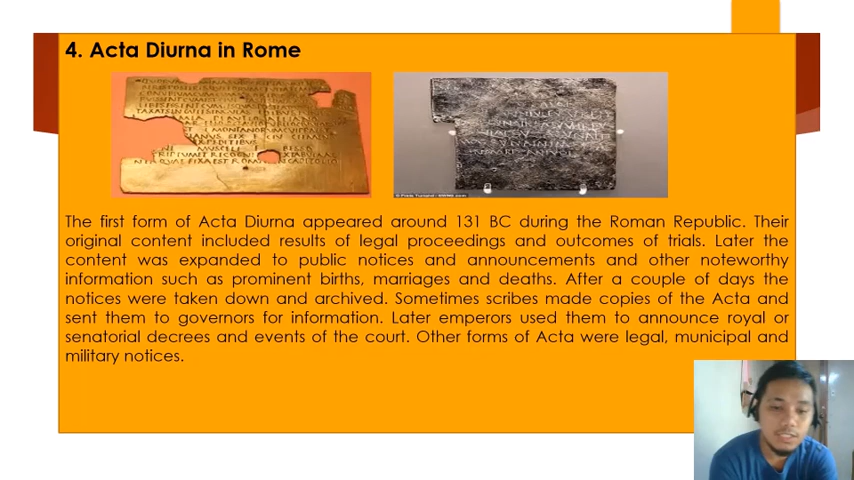 4. Acta Diurna in Rome
The first form of Acta Diurna appeared around 131 BC during the Roman Republic. Their
original content included results of legal proceedings and outcomes of trials. Later the
content was expanded to public notices and announcements and other noteworthy
information such as prominent births, marriages and deaths. After a couple of days the
notices were taken down and archived. Sometimes scribes made copies of the Acta and
sent them to governors for information. Later emperors used them to announce royal or
senatorial decrees and events of the court. Other forms of Acta were legal, municipal and
military notices.